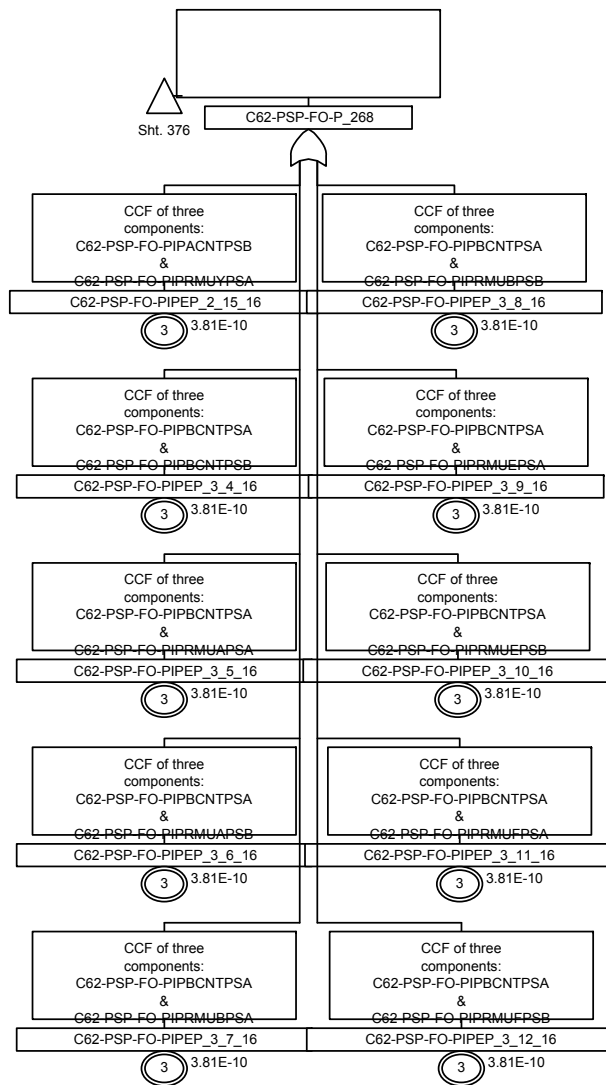 C62-PSP-FO-P_268
Sht. 376
CCF of three
components:
C62-PSP-FO-PIPACNTPSB
&
C62-PSP-FO-PIPRMUYPSA
C62-PSP-FO-PIPEP_2_15_16
3
3.81E-10
CCF of three
components:
C62-PSP-FO-PIPBCNTPSA
&
C62-PSP-FO-PIPRMUBPSB
C62-PSP-FO-PIPEP_3_8_16
3
3.81E-10
CCF of three
components:
C62-PSP-FO-PIPBCNTPSA
&
C62-PSP-FO-PIPBCNTPSB
C62-PSP-FO-PIPEP_3_4_16
3
3.81E-10
CCF of three
components:
C62-PSP-FO-PIPBCNTPSA
&
C62-PSP-FO-PIPRMUEPSA
C62-PSP-FO-PIPEP_3_9_16
3
3.81E-10
CCF of three
components:
C62-PSP-FO-PIPBCNTPSA
&
C62-PSP-FO-PIPRMUAPSA
C62-PSP-FO-PIPEP_3_5_16
3
3.81E-10
CCF of three
components:
C62-PSP-FO-PIPBCNTPSA
&
C62-PSP-FO-PIPRMUEPSB
C62-PSP-FO-PIPEP_3_10_16
3
3.81E-10
CCF of three
components:
C62-PSP-FO-PIPBCNTPSA
&
C62-PSP-FO-PIPRMUAPSB
C62-PSP-FO-PIPEP_3_6_16
3
3.81E-10
CCF of three
components:
C62-PSP-FO-PIPBCNTPSA
&
C62-PSP-FO-PIPRMUFPSA
C62-PSP-FO-PIPEP_3_11_16
3
3.81E-10
CCF of three
components:
C62-PSP-FO-PIPBCNTPSA
&
C62-PSP-FO-PIPRMUBPSA
C62-PSP-FO-PIPEP_3_7_16
3
3.81E-10
CCF of three
components:
C62-PSP-FO-PIPBCNTPSA
&
C62-PSP-FO-PIPRMUFPSB
C62-PSP-FO-PIPEP_3_12_16
3
3.81E-10